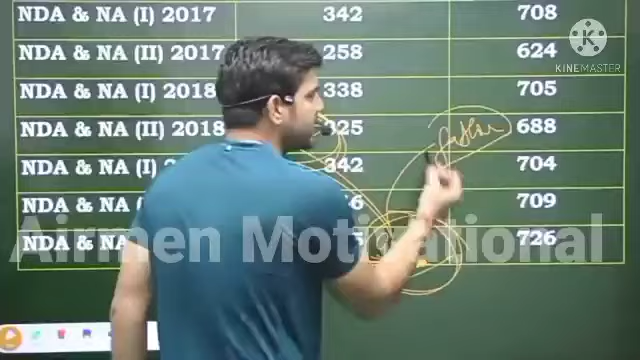 NDA & NA (I) 2017 342 708
KINEMASTER
NDA & NA (II) 2017 258 624
NDA & NA (I) 2018 338 705
NDA & NA (II) 2018 688
NDA & NA (I) 342 704
NDA & NA 709
NDA & NA 726
Airmen Motivational